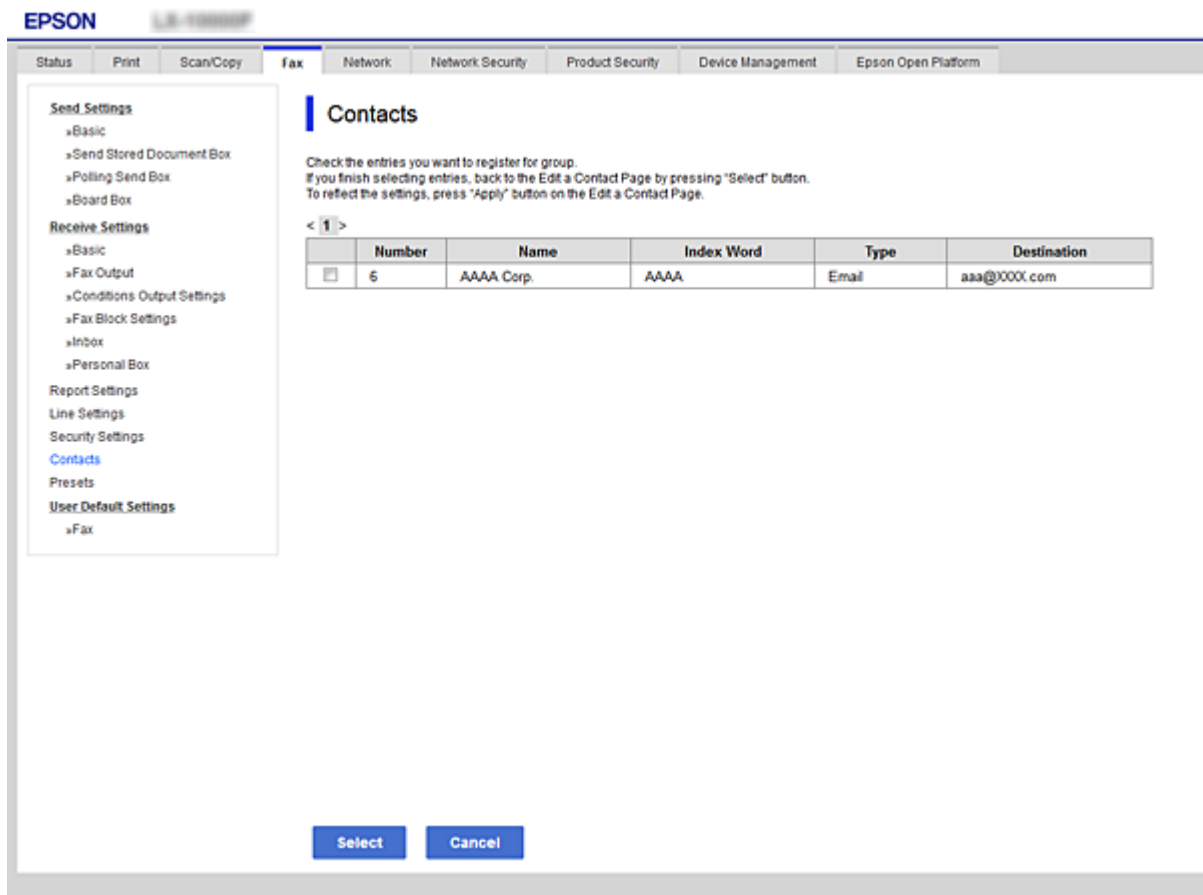 EPSON
Status Print Scan/Copy Fax Network Network Security Product Security Device Management Epson Open Platform
Send Settings
»Basic
»Send Stored Document Box
»Polling Send Box
»Board Box
Receive Settings
»Basic
»Fax Output
»Conditions Output Settings
»Fax Block Settings
»Inbox
»Personal Box
Report Settings
Line Settings
Security Settings
Contacts
Presets
User Default Settings
»Fax
Contacts
Check the entries you want to register for group.
If you finish selecting entries, back to the Edit a Contact Page by pressing "Select" button.
To reflect the settings, press "Apply" button on the Edit a Contact Page.
< 1 >
Number Name Index Word Type Destination
6 AAAA Corp. AAAA Email aaa@XXXX.com
Select Cancel